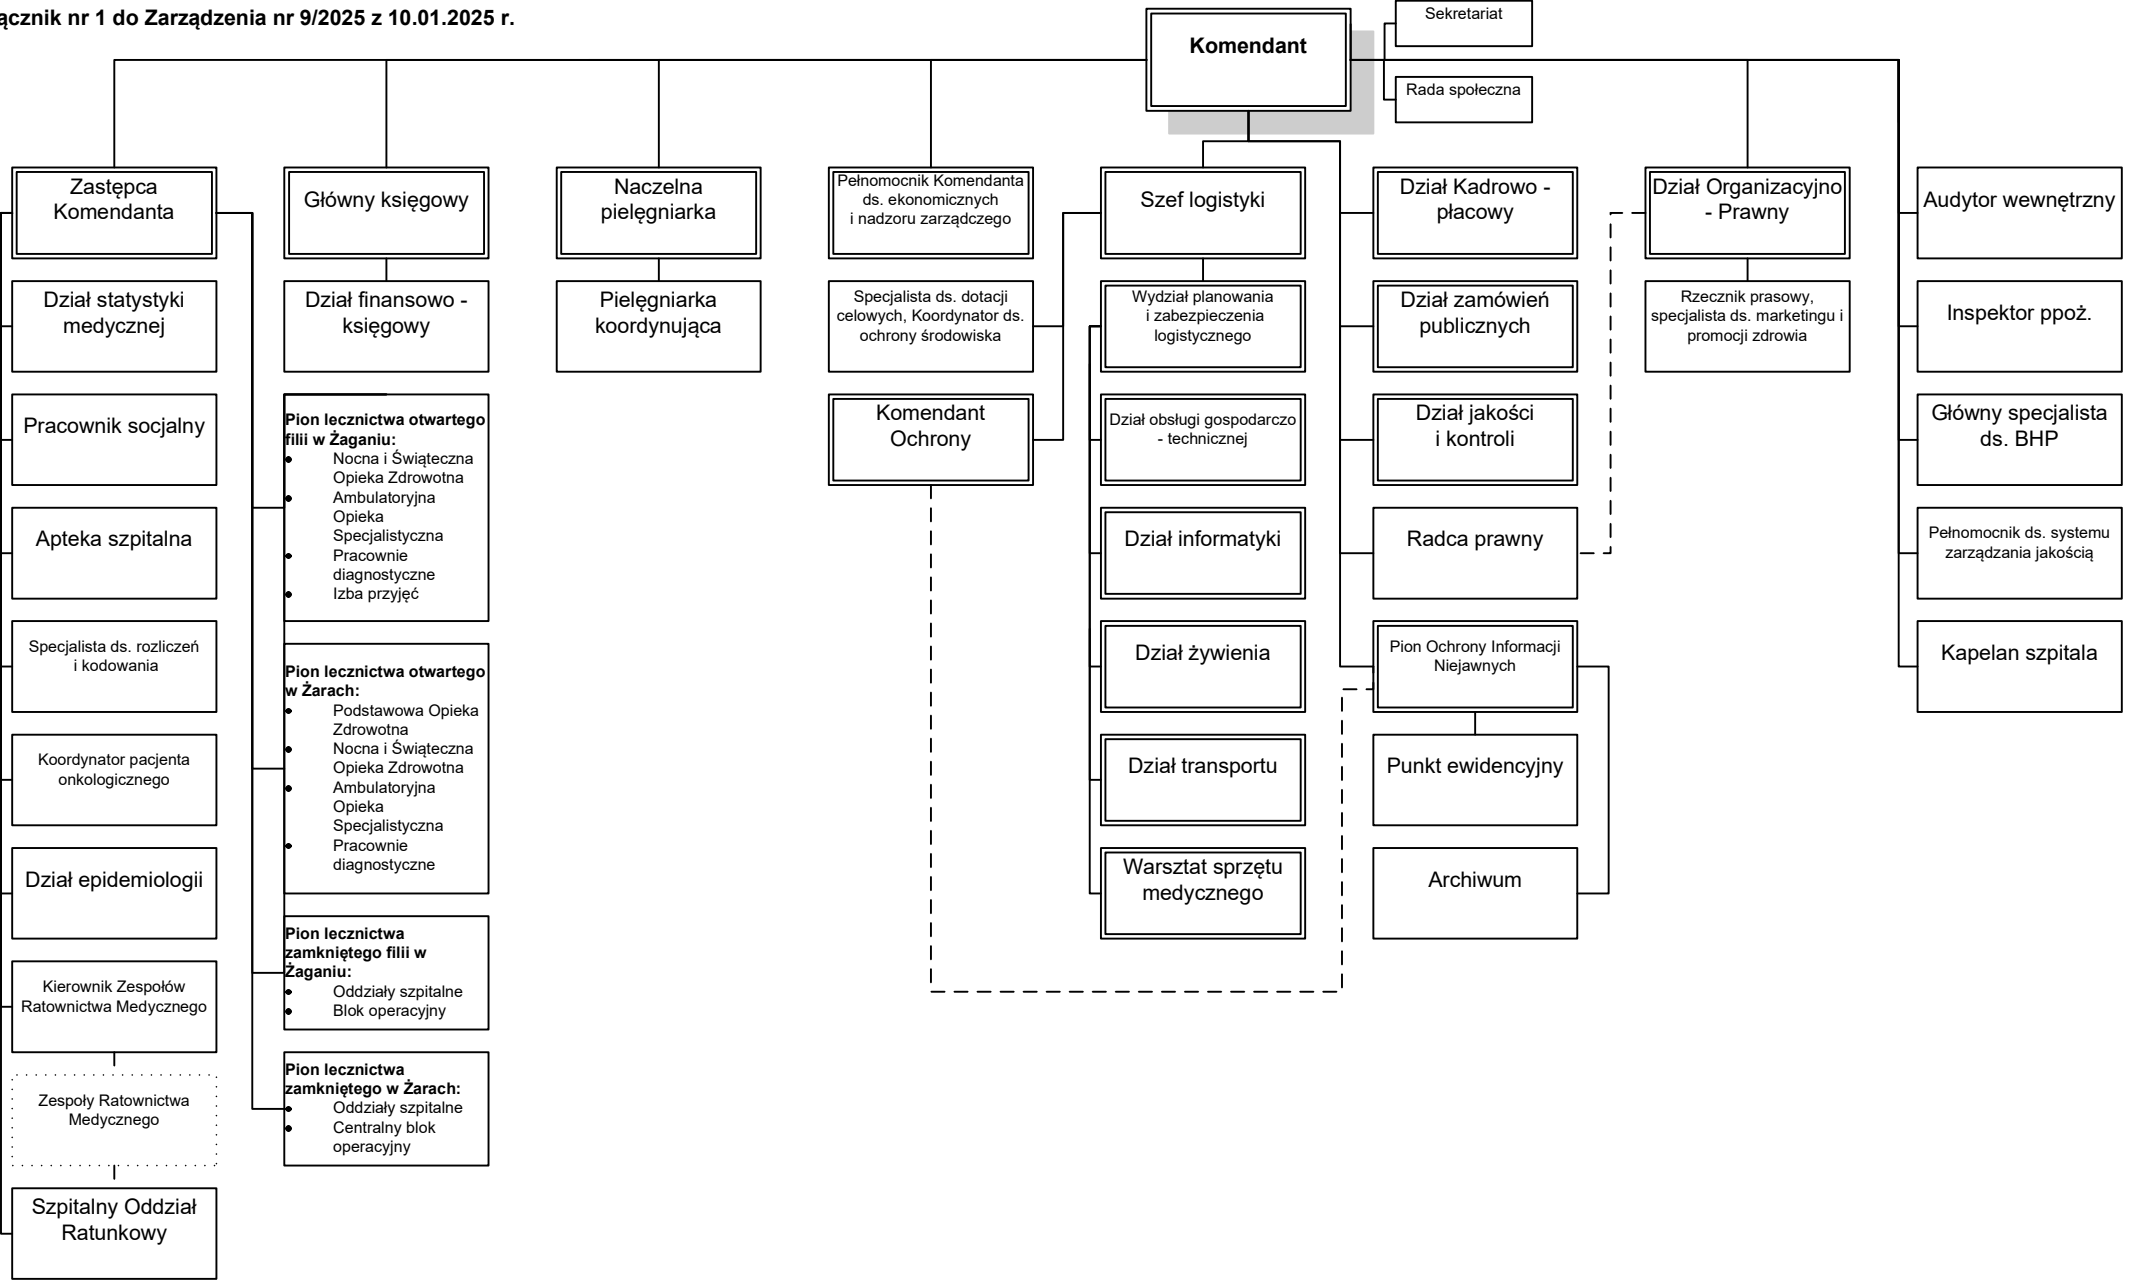 ącznik nr 1 do Zarządzenia nr 9/2025 z 10.01.2025 r.
Komendant
Sekretariat
Rada społeczna
Zastępca
Komendanta
Główny księgowy
Naczelna
pielęgniarka
Pełnomocnik Komendanta
ds. ekonomicznych
i nadzoru zarządczego
Szef logistyki
Dział Kadrowo -
płacowy
Dział Organizacyjno
- Prawny
Audytor wewnętrzny
Dział statystyki
medycznej
Dział finansowo -
księgowy
Pielęgniarka
koordynująca
Specjalista ds. dotacji
celowych, Koordynator ds.
ochrony środowiska
Wydział planowania
i zabezpieczenia
logistycznego
Dział zamówień
publicznych
Rzecznik prasowy,
specjalista ds. marketingu i
promocji zdrowia
Inspektor ppoż.
Pracownik socjalny
Pion lecznictwa otwartego
filii w Żaganiu:
• Nocna i Świąteczna
Opieka Zdrowotna
• Ambulatoryjna
Opieka
Specjalistyczna
• Pracownie
diagnostyczne
• Izba przyjęć
Komendant
Ochrony
Dział obsługi gospodarczo
- technicznej
Dział jakości
i kontroli
Główny specjalista
ds. BHP
Apteka szpitalna
Dział informatyki
Radca prawny
Pełnomocnik ds. systemu
zarządzania jakością
Specjalista ds. rozliczeń
i kodowania
Pion lecznictwa otwartego
w Żarach:
• Podstawowa Opieka
Zdrowotna
• Nocna i Świąteczna
Opieka Zdrowotna
• Ambulatoryjna
Opieka
Specjalistyczna
• Pracownie
diagnostyczne
Dział żywienia
Pion Ochrony Informacji
Niejawnych
Kapelan szpitala
Koordynator pacjenta
onkologicznego
Dział transportu
Punkt ewidencyjny
Dział epidemiologii
Warsztat sprzętu
medycznego
Archiwum
Pion lecznictwa
zamkniętego filii w
Żaganiu:
• Oddziały szpitalne
• Blok operacyjny
Kierownik Zespołów
Ratownictwa Medycznego
Pion lecznictwa
zamkniętego w Żarach:
• Oddziały szpitalne
• Centralny blok
operacyjny
Zespoły Ratownictwa
Medycznego
Szpitalny Oddział
Ratunkowy